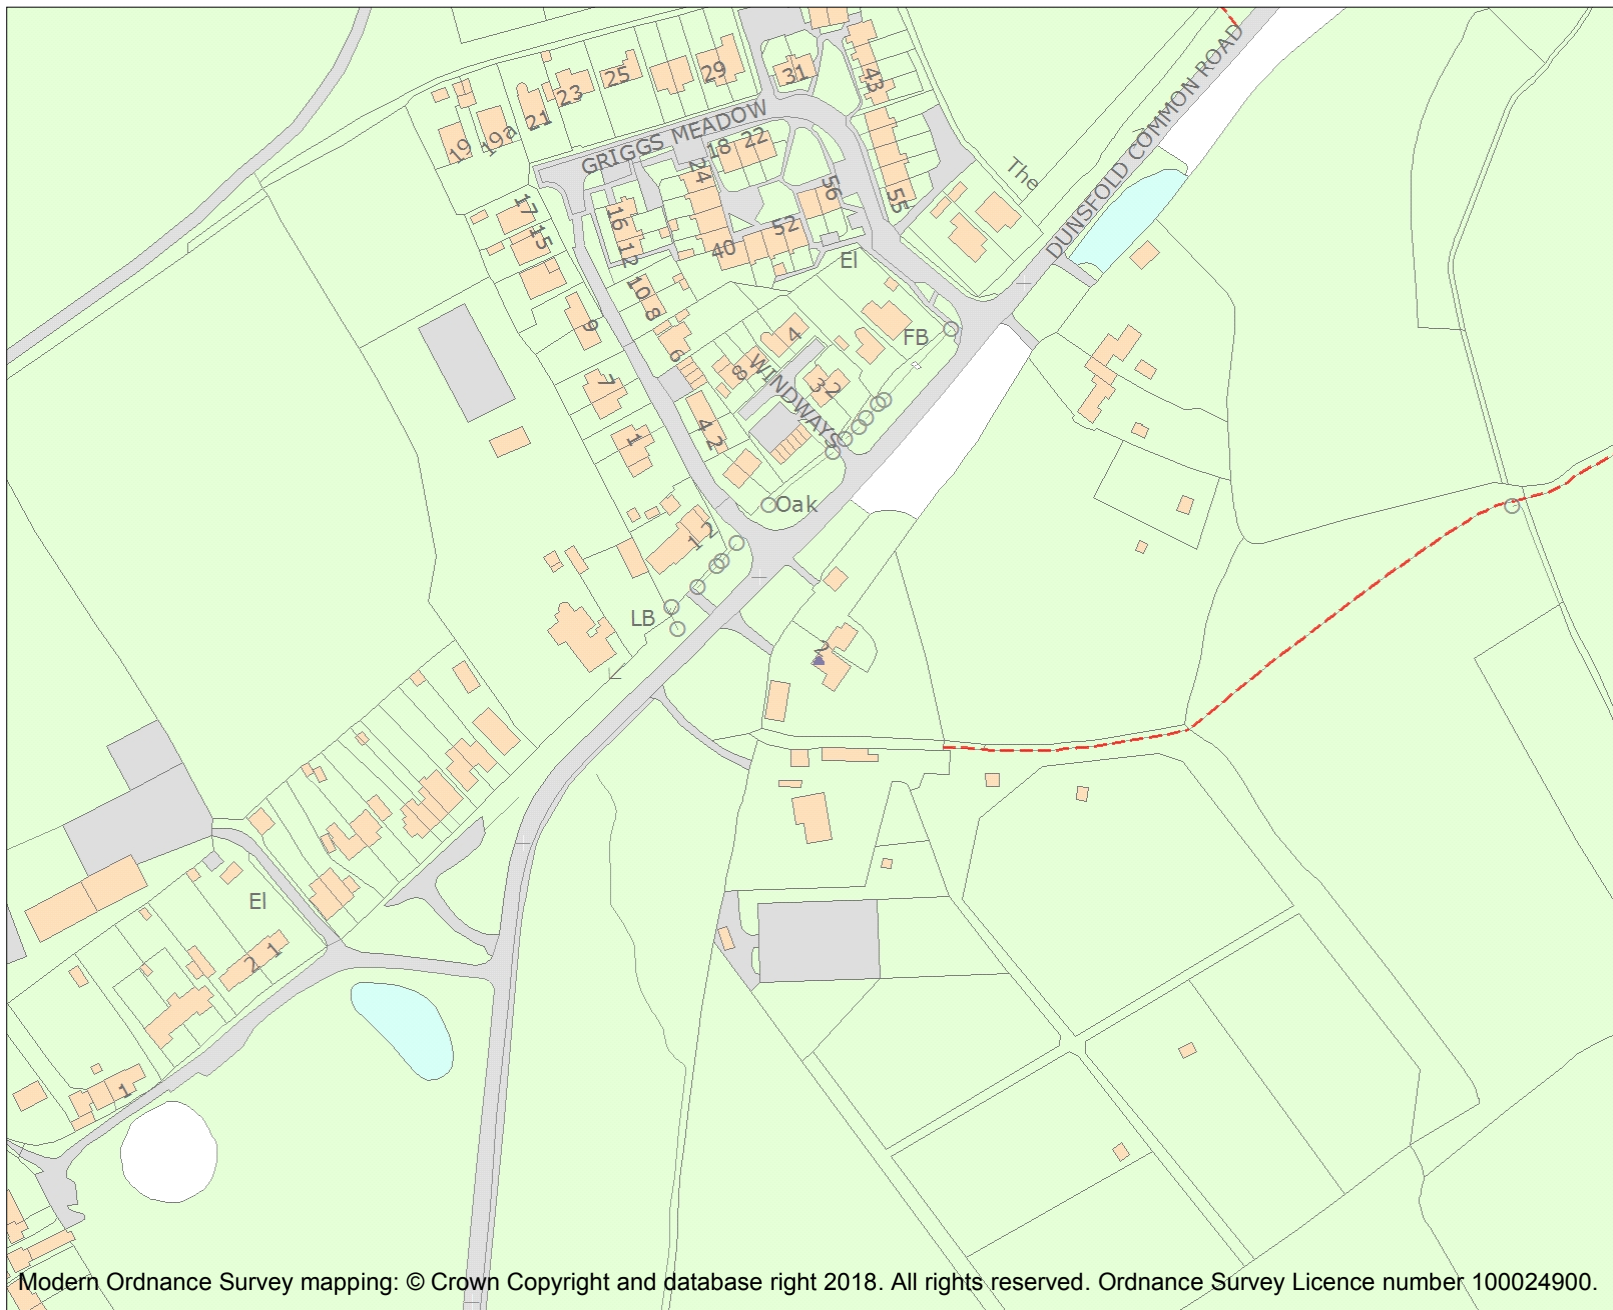 43
31
29
25
23
21
19a
19
DUNSFOLD COMMON ROAD
GRIGGS MEADOW
18 22
24
The
56
55
17
16
15
52
40
12
El
10
8
9
4
FB
6
8
WINDWAYS
3 2
7
4 2
1
Oak
1 2
LB
2
El
2 1
1
Modern Ordnance Survey mapping: © Crown Copyright and database right 2018. All rights reserved. Ordnance Survey Licence number 100024900.